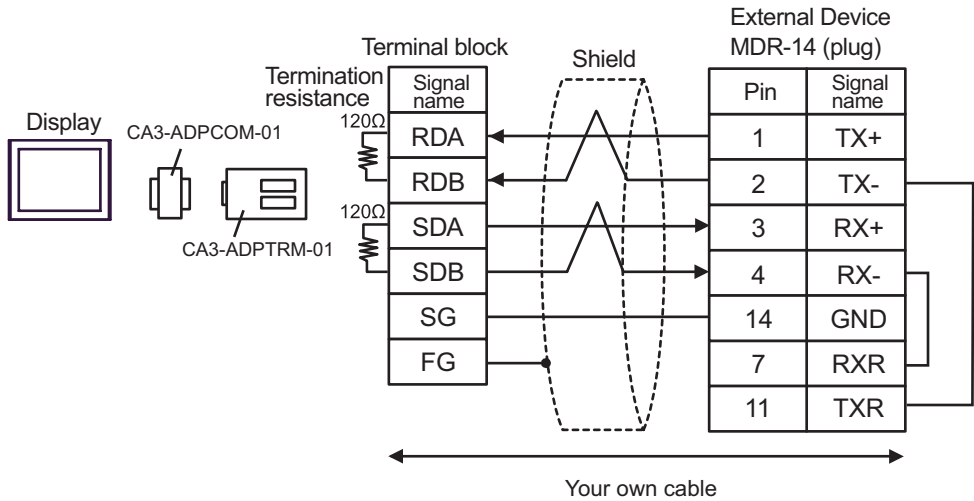 External Device
MDR-14 (plug)
Terminal block
Shield
Termination
resistance
Signal
name
Pin
Signal
name
Display
CA3-ADPCOM-01
CA3-ADPTRM-01
120Ω
120Ω
RDA
RDB
SDA
SDB
SG
FG
1 TX+
2 TX-
3 RX+
4 RX-
14 GND
7 RXR
11 TXR
Your own cable